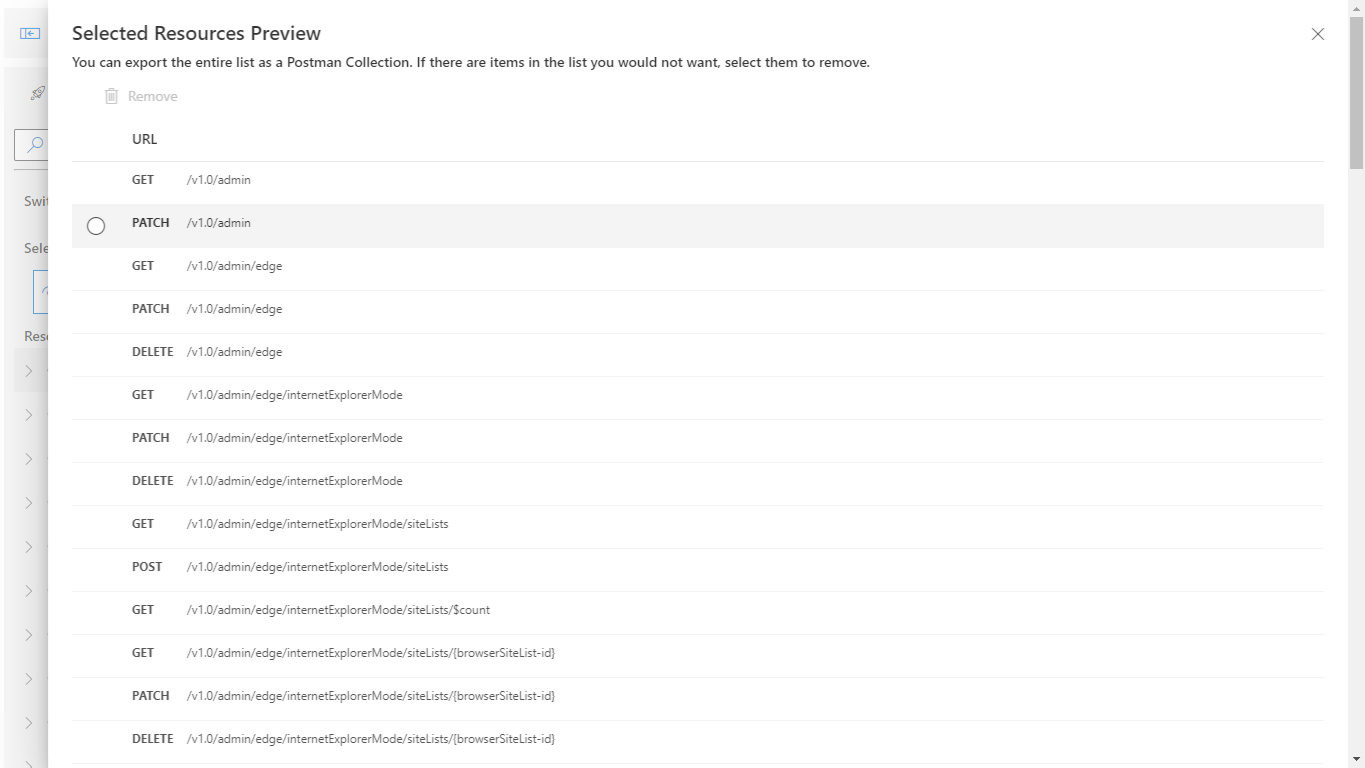 Selected Resources Preview
You can export the entire list as a Postman Collection. If there are items in the list you would not want, select them to remove.
Remove
URL
GET /v1.0/admin
PATCH /v1.0/admin
GET /v1.0/admin/edge
PATCH /v1.0/admin/edge
DELETE /v1.0/admin/edge
GET /v1.0/admin/edge/internetExplorerMode
PATCH /v1.0/admin/edge/internetExplorerMode
DELETE /v1.0/admin/edge/internetExplorerMode
GET /v1.0/admin/edge/internetExplorerMode/siteLists
POST /v1.0/admin/edge/internetExplorerMode/siteLists
GET /v1.0/admin/edge/internetExplorerMode/siteLists/$count
GET /v1.0/admin/edge/internetExplorerMode/siteLists/{browserSiteList-id}
PATCH /v1.0/admin/edge/internetExplorerMode/siteLists/{browserSiteList-id}
DELETE /v1.0/admin/edge/internetExplorerMode/siteLists/{browserSiteList-id}